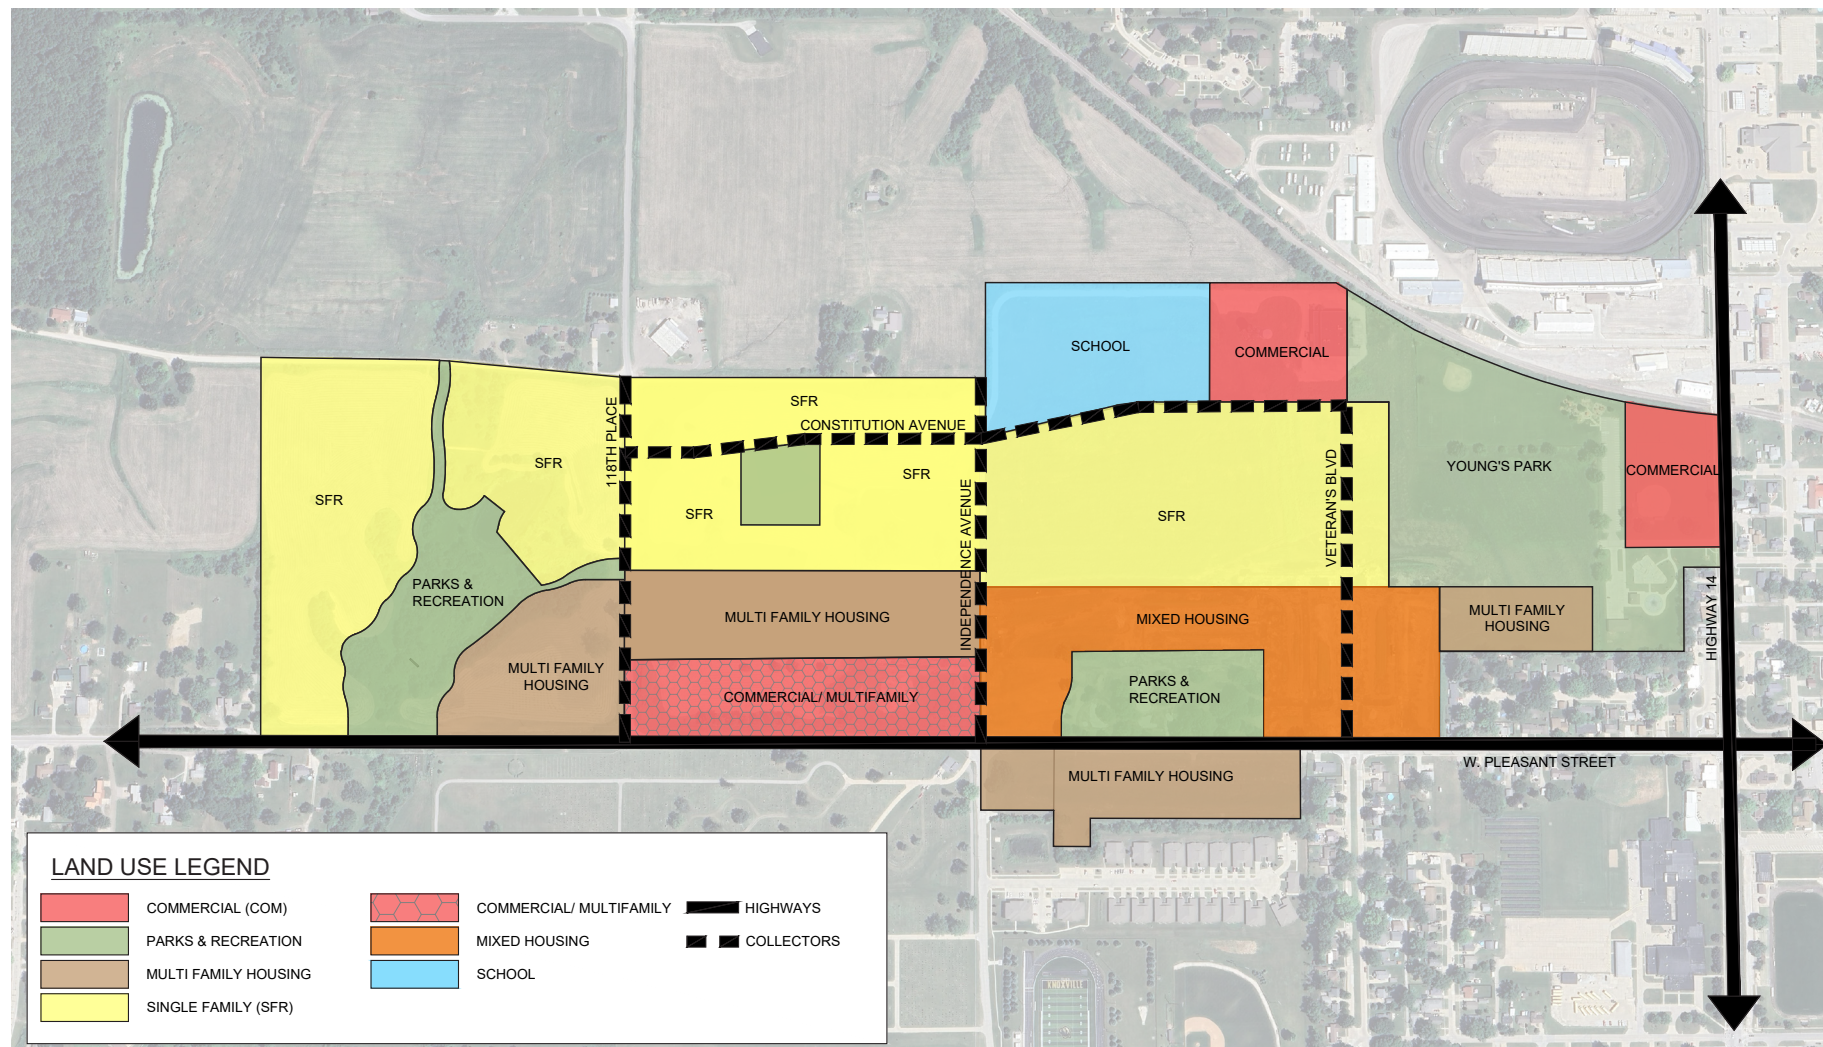 SCHOOL
COMMERCIAL
SFR
CONSTITUTION AVENUE
118TH PLACE
SFR
SFR
SFR
SFR
INDEPENDENCE AVENUE
SFR
VETERAN'S BLVD
YOUNG'S PARK
COMMERCIAL
PARKS &
RECREATION
MULTI FAMILY HOUSING
MIXED HOUSING
MULTI FAMILY
HOUSING
HIGHWAY 14
MULTI FAMILY
HOUSING
COMMERCIAL/ MULTIFAMILY
PARKS &
RECREATION
W. PLEASANT STREET
MULTI FAMILY HOUSING
LAND USE LEGEND
COMMERCIAL (COM)
PARKS & RECREATION
MULTI FAMILY HOUSING
SINGLE FAMILY (SFR)
COMMERCIAL/ MULTIFAMILY
MIXED HOUSING
SCHOOL
HIGHWAYS
COLLECTORS